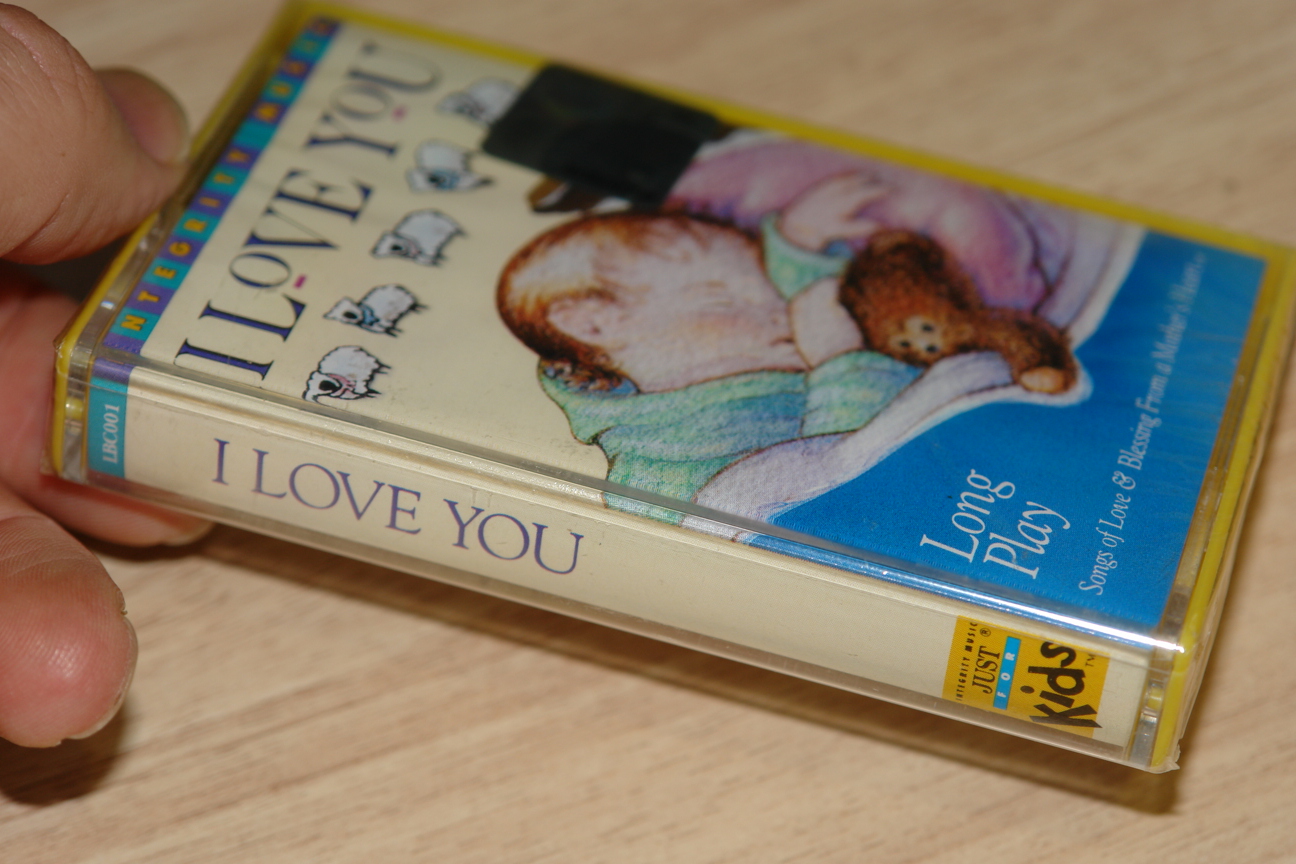 INTEGRITY MUSIC
I LOVE YOU
Long
Play
Songs of Love & Blessing From a Mother's Heart
LBC001
I LOVE YOU
INTEGRITY MUSIC
JUST ®
FOR
Kids™